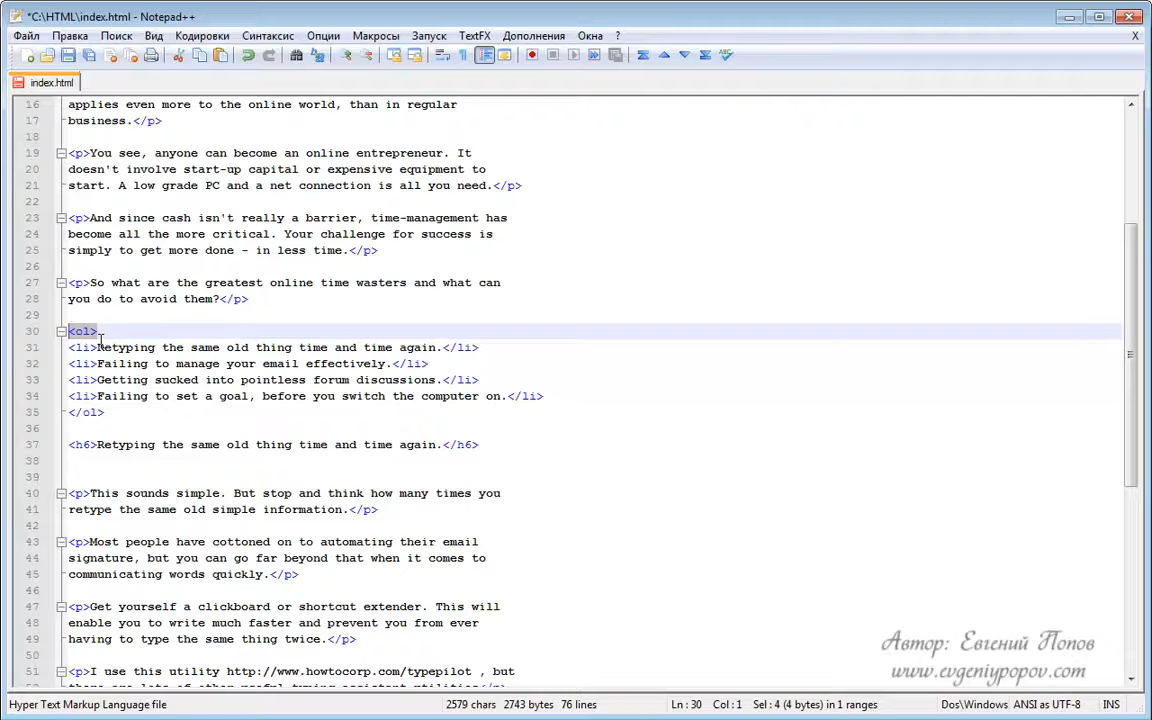 *C:\HTML\index.html - Notepad++
Файл Правка Поиск Вид Кодировки Синтаксис Опции Макросы Запуск TextFX Дополнения Окна ? X
index.html
16 applies even more to the online world, than in regular
17 business.</p>
18
19 <p>You see, anyone can become an online entrepreneur. It
20 doesn't involve start-up capital or expensive equipment to
21 start. A low grade PC and a net connection is all you need.</p>
22
23 <p>And since cash isn't really a barrier, time-management has
24 become all the more critical. Your challenge for success is
25 simply to get more done - in less time.</p>
26
27 <p>So what are the greatest online time wasters and what can
28 you do to avoid them?</p>
29
30 <ol>
31 <li>Retyping the same old thing time and time again.</li>
32 <li>Failing to manage your email effectively.</li>
33 <li>Getting sucked into pointless forum discussions.</li>
34 <li>Failing to set a goal, before you switch the computer on.</li>
35 </ol>
36
37 <h6>Retyping the same old thing time and time again.</h6>
38
39
40 <p>This sounds simple. But stop and think how many times you
41 retype the same old simple information.</p>
42
43 <p>Most people have cottoned on to automating their email
44 signature, but you can go far beyond that when it comes to
45 communicating words quickly.</p>
46
47 <p>Get yourself a clickboard or shortcut extender. This will
48 enable you to write much faster and prevent you from ever
49 having to type the same thing twice.</p>
50
51 <p>I use this utility http://www.howtocorp.com/typepilot , but
there are lots of other useful typing assistant utilities</p>
Автор: Евгений Попов
www.evgeniypopov.com
Hyper Text Markup Language file 2579 chars 2743 bytes 76 lines Ln : 30 Col : 1 Sel : 4 (4 bytes) in 1 ranges Dos\Windows ANSI as UTF-8 INS